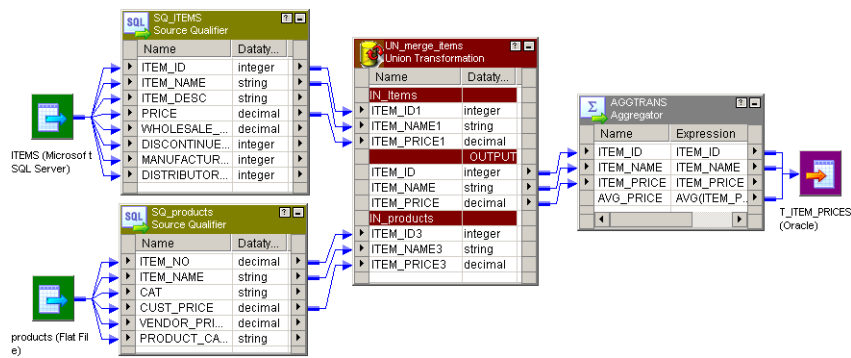 SQL
SQ_ITEMS
Source Qualifier
Name Dataty...
ITEM_ID integer
ITEM_NAME string
ITEM_DESC string
PRICE decimal
WHOLESALE_... decimal
DISCONTINUE... integer
MANUFACTUR... integer
DISTRIBUTOR... integer
ITEMS (Microsof t
SQL Server)
SQL
SQ_products
Source Qualifier
Name Dataty...
ITEM_NO decimal
ITEM_NAME string
CAT string
CUST_PRICE decimal
VENDOR_PRI... decimal
PRODUCT_CA... string
products (Flat Fil
e)
UN_merge_items
Union Transformation
Name Dataty...
IN_Items
ITEM_ID1 integer
ITEM_NAME1 string
ITEM_PRICE1 decimal
OUTPUT
ITEM_ID integer
ITEM_NAME string
ITEM_PRICE decimal
IN_products
ITEM_ID3 integer
ITEM_NAME3 string
ITEM_PRICE3 decimal
Σ
AGGTRANS
Aggregator
Name Expression
ITEM_ID ITEM_ID
ITEM_NAME ITEM_NAME
ITEM_PRICE ITEM_PRICE
AVG_PRICE AVG(ITEM_P...
T_ITEM_PRICES
(Oracle)